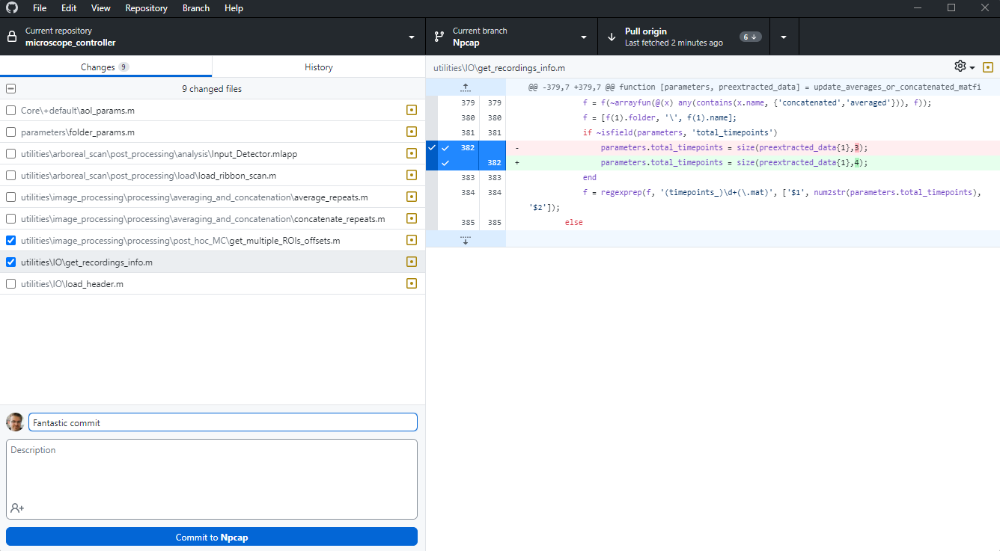 File Edit View Repository Branch Help
Current repository
microscope_controller
Current branch
Npcap
Pull origin
Last fetched 2 minutes ago
6
Changes 9
History
9 changed files
Core\+default\aol_params.m
parameters\folder_params.m
utilities\arboreal_scan\post_processing\analysis\Input_Detector.mlapp
utilities\arboreal_scan\post_processing\load\load_ribbon_scan.m
utilities\image_processing\processing\averaging_and_concatenation\average_repeats.m
utilities\image_processing\processing\averaging_and_concatenation\concatenate_repeats.m
utilities\image_processing\processing\post_hoc_MC\get_multiple_ROIs_offsets.m
utilities\IO\get_recordings_info.m
utilities\IO\load_header.m
Fantastic commit
Description
Commit to Npcap
utilities\IO\get_recordings_info.m
@@ -379,7 +379,7 @@ function [parameters, preextracted_data] = update_averages_or_concatenated_matfi
379 379 f = f(~arrayfun(@(x) any(contains(x.name, {'concatenated','averaged'})), f));
380 380 f = [f(1).folder, '\', f(1).name];
381 381 if ~isfield(parameters, 'total_timepoints')
382 - parameters.total_timepoints = size(preextracted_data{1},3);
382 + parameters.total_timepoints = size(preextracted_data{1},4);
383 383 end
384 384 f = regexprep(f, '(timepoints_)\d+(\.mat)', ['$1', num2str(parameters.total_timepoints),
'$2']);
385 385 else